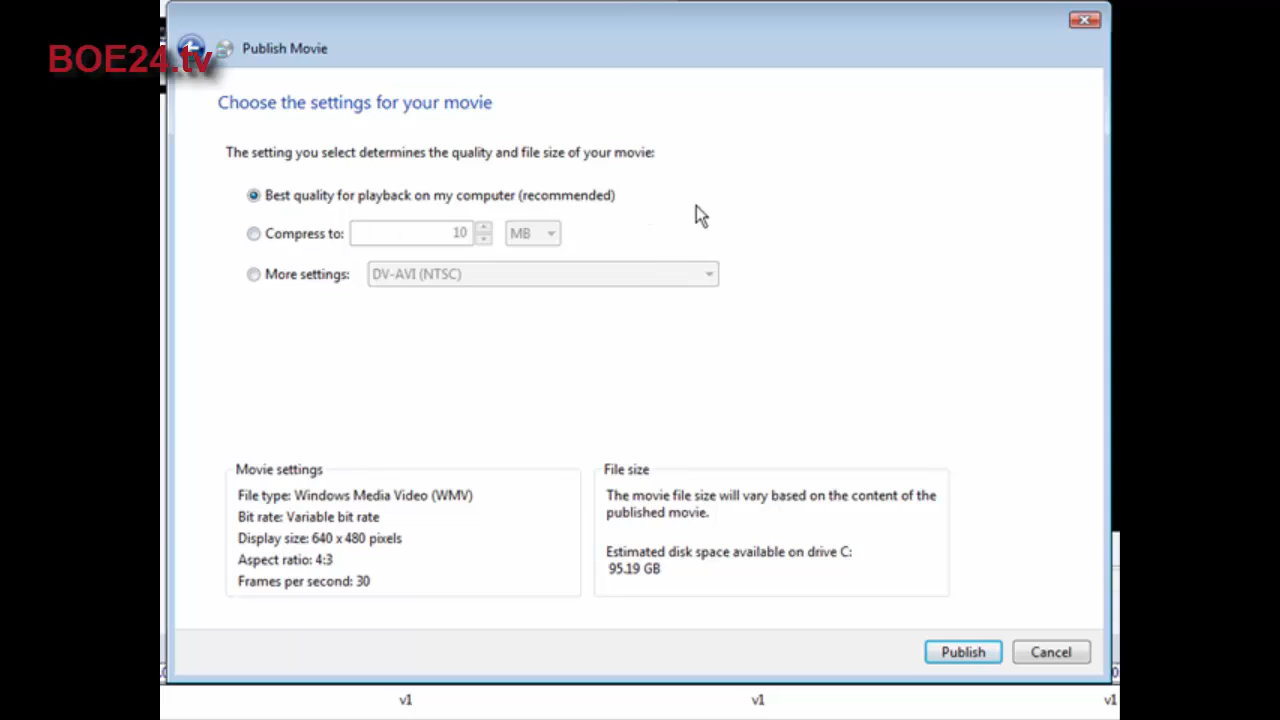 BOE24.tv
Publish Movie
Choose the settings for your movie
The setting you select determines the quality and file size of your movie:
Best quality for playback on my computer (recommended)
Compress to: 10 MB
More settings: DV-AVI (NTSC)
Movie settings
File type: Windows Media Video (WMV)
Bit rate: Variable bit rate
Display size: 640 x 480 pixels
Aspect ratio: 4:3
Frames per second: 30
File size
The movie file size will vary based on the content of the
published movie.
Estimated disk space available on drive C:
95.19 GB
Publish Cancel
v1 v1 v1